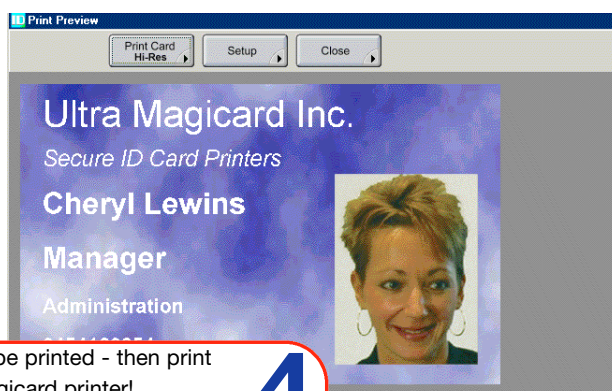 ID Print Preview
Print Card
Hi-Res
Setup
Close
Ultra Magicard Inc.
Secure ID Card Printers
Cheryl Lewins
Manager
Administration
be printed - then print
gicard printer!
4